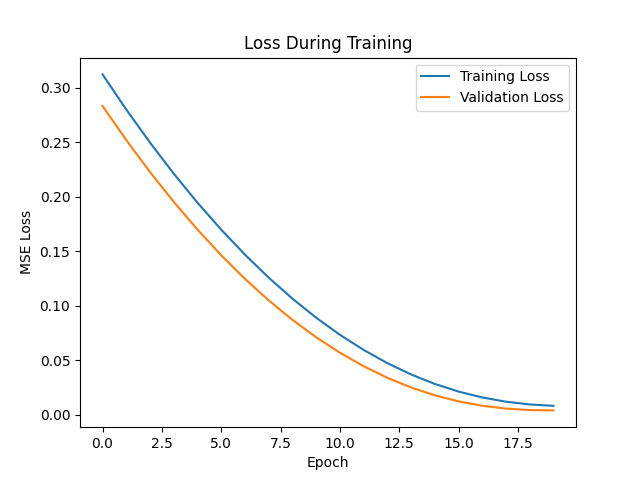 Loss During Training
Training Loss
Validation Loss
MSE Loss
0.30
0.25
0.20
0.15
0.10
0.05
0.00
0.0 2.5 5.0 7.5 10.0 12.5 15.0 17.5
Epoch